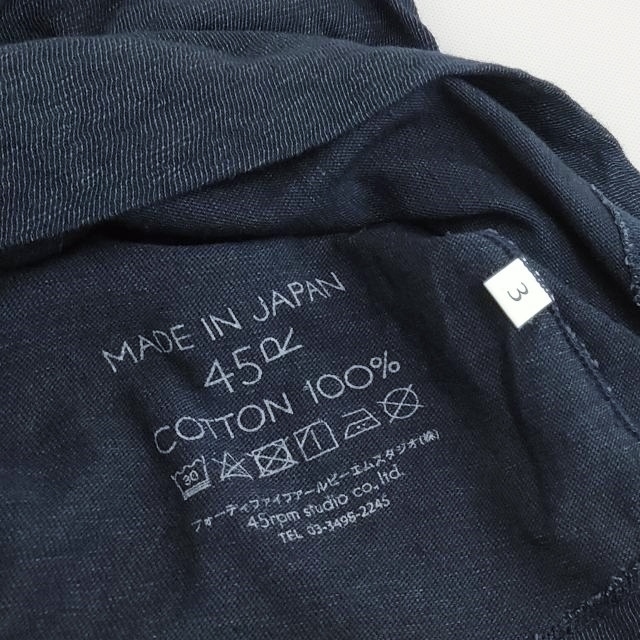 MADE IN JAPAN
45R
COTTON 100%
30
フォーティファイブアールピーエムスタジオ(株)
45rpm studio co.,ltd.
TEL 03-3498-2245
3